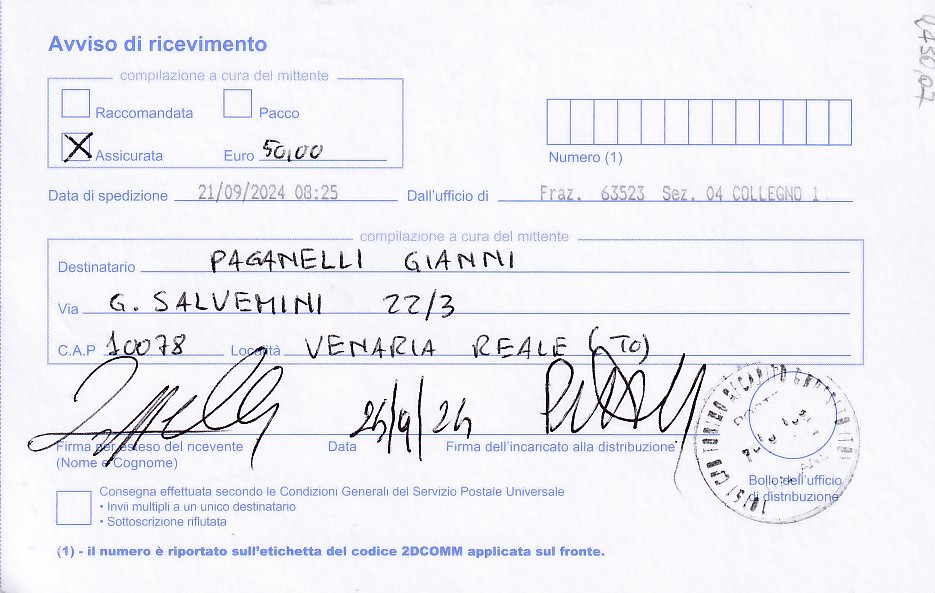 Avviso di ricevimento
compilazione a cura del mittente
Raccomandata Pacco
Assicurata Euro 50,00
Numero (1)
Data di spedizione 21/09/2024 08:25 Dall'ufficio di Fraz. 63523 Sez. 04 COLLEGNO 1
compilazione a cura del mittente
Destinatario PAGANELLI GIANNI
Via G. SALVEMINI 22/3
C.A.P 10078 Località VENARIA REALE (TO)
24/9/24
Firma per esteso del ricevente Data Firma dell'incaricato alla distribuzione
(Nome e Cognome)
Bollo dell'ufficio
di distribuzione
Consegna effettuata secondo le Condizioni Generali del Servizio Postale Universale
• Invii multipli a un unico destinatario
• Sottoscrizione rifiutata
(1) - il numero è riportato sull'etichetta del codice 2DCOMM applicata sul fronte.